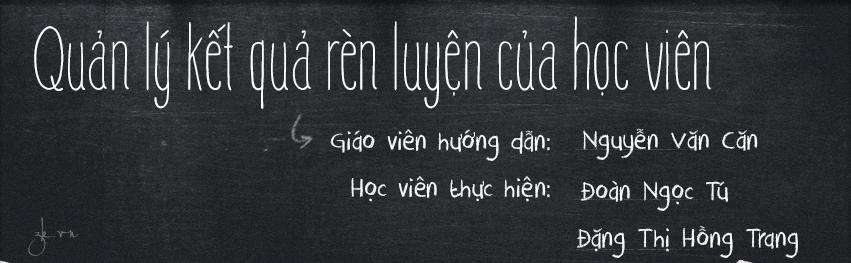 Quản lý kết quả rèn luyện của học viên
Giáo viên hướng dẫn: Nguyễn Văn Căn
Học viên thực hiện: Đoàn Ngọc Tú
Đặng Thị Hồng Trang